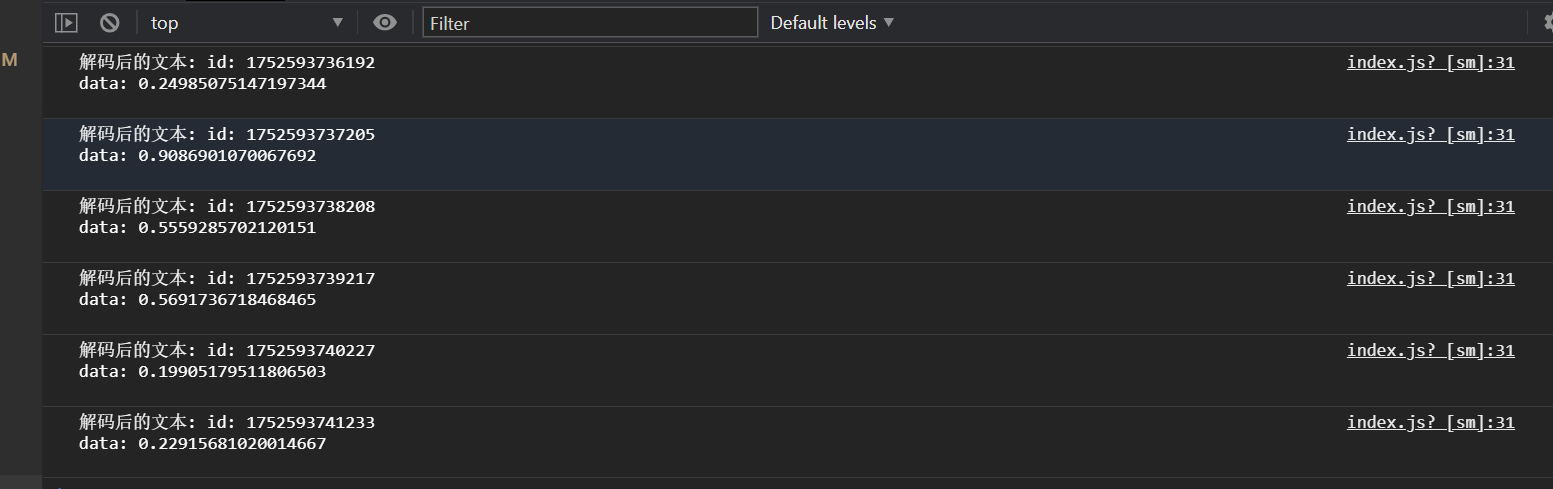 top
Filter
Default levels
M
解码后的文本: id: 1752593736192
index.js? [sm]:31
data: 0.24985075147197344
解码后的文本: id: 1752593737205
index.js? [sm]:31
data: 0.9086901070067692
解码后的文本: id: 1752593738208
index.js? [sm]:31
data: 0.5559285702120151
解码后的文本: id: 1752593739217
index.js? [sm]:31
data: 0.5691736718468465
解码后的文本: id: 1752593740227
index.js? [sm]:31
data: 0.19905179511806503
解码后的文本: id: 1752593741233
index.js? [sm]:31
data: 0.22915681020014667